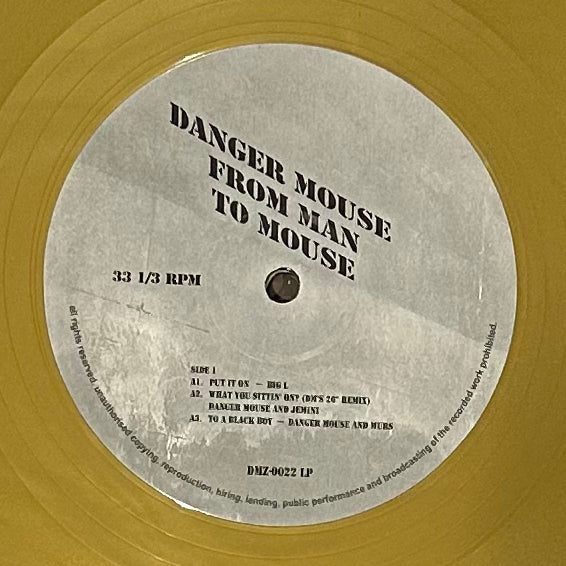 DANGER MOUSE
FROM MAN
TO MOUSE
33 1/3 RPM
SIDE 1
A1. PUT IT ON — BIG L
A2. WHAT YOU SITTIN' ON? (DM'S 20" REMIX)
DANGER MOUSE AND JEMINI
A3. TO A BLACK BOY — DANGER MOUSE AND MURS
DMZ-0022 LP
all rights reserved. unauthorised copying, reproduction, hiring, lending, public performance and broadcasting of the recorded work prohibited.